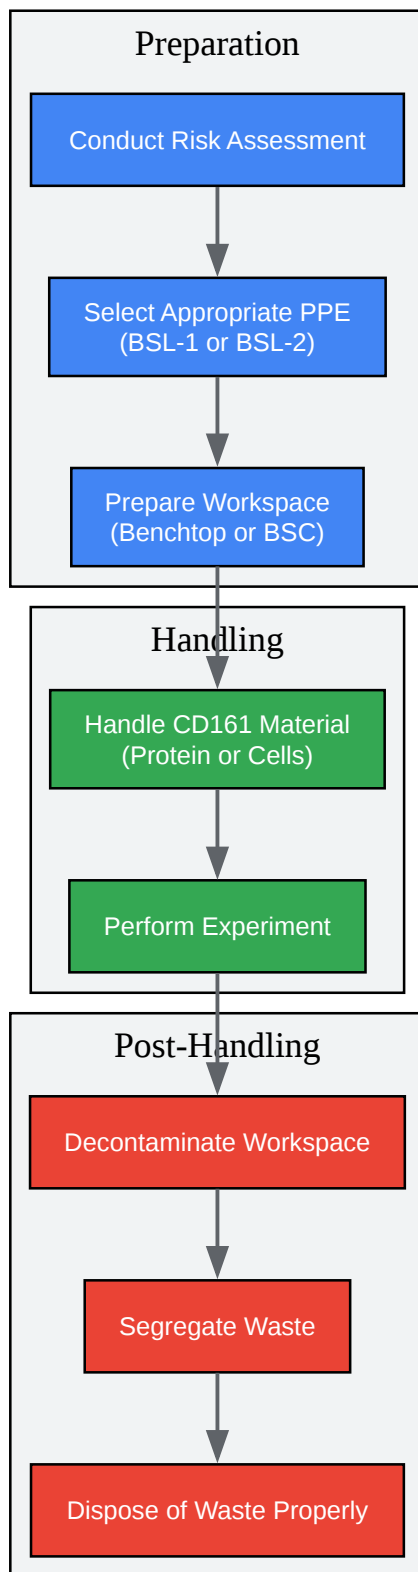 Preparation
Conduct Risk Assessment
Select Appropriate PPE
(BSL-1 or BSL-2)
Prepare Workspace
(Benchtop or BSC)
Handling
Handle CD161 Material
(Protein or Cells)
Perform Experiment
Post-Handling
Decontaminate Workspace
Segregate Waste
Dispose of Waste Properly